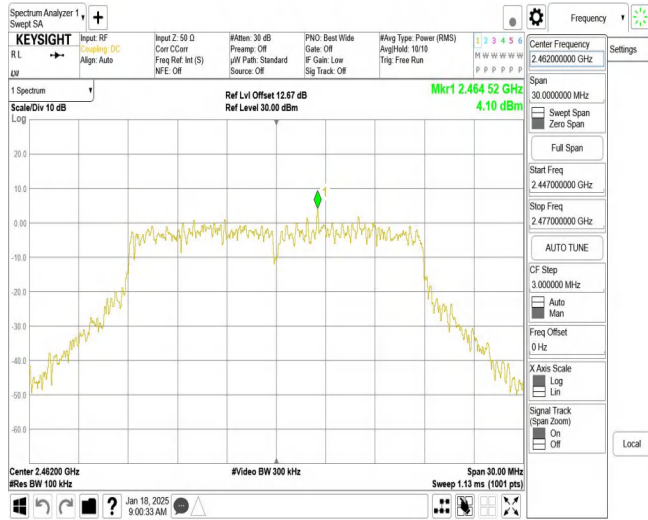 Spectrum Analyzer 1
Swept SA
+
Frequency
KEYSIGHT
RL
Input: RF
Coupling: DC
Align: Auto
Input Z: 50 Ω
Corr CCorr
Freq Ref: Int (S)
NFE: Off
#Atten: 30 dB
Preamp: Off
µW Path: Standard
Source: Off
PNO: Best Wide
Gate: Off
IF Gain: Low
Sig Track: Off
#Avg Type: Power (RMS)
Avg|Hold: 10/10
Trig: Free Run
1 2 3 4 5 6
M W W W W W
P P P P P P
1 Spectrum
Scale/Div 10 dB
Log
Ref Lvl Offset 12.67 dB
Ref Level 30.00 dBm
Mkr1 2.464 52 GHz
4.10 dBm
20.0
10.0
0.00
-10.0
-20.0
-30.0
-40.0
-50.0
-60.0
1
Center 2.46200 GHz
#Res BW 100 kHz
#Video BW 300 kHz
Span 30.00 MHz
Sweep 1.13 ms (1001 pts)
Jan 18, 2025
9:00:33 AM
?
Center Frequency
2.462000000 GHz
Span
30.0000000 MHz
Swept Span
Zero Span
Full Span
Start Freq
2.447000000 GHz
Stop Freq
2.477000000 GHz
AUTO TUNE
CF Step
3.000000 MHz
Auto
Man
Freq Offset
0 Hz
X Axis Scale
Log
Lin
Signal Track
(Span Zoom)
On
Off
Settings
Local